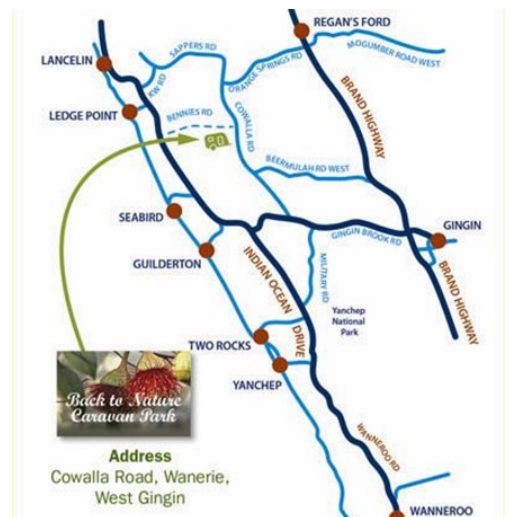 REGAN'S FORD
SAPPERS RD
MOGUMBER ROAD WEST
LANCELIN
ORANGE SPRINGS RD
KW RD
BRAND HIGHWAY
COWALLA RD
BENNIES RD
LEDGE POINT
BEERMULAH RD WEST
SEABIRD
GINGIN
GINGIN BROOK RD
GUILDERTON
INDIAN OCEAN
DRIVE
MILITARY RD
BRAND HIGHWAY
Yanchep
National
Park
TWO ROCKS
YANCHEP
Back to Nature
Caravan Park
WANNEROO RD
Address
Cowalla Road, Wanerie,
West Gingin
WANNEROO